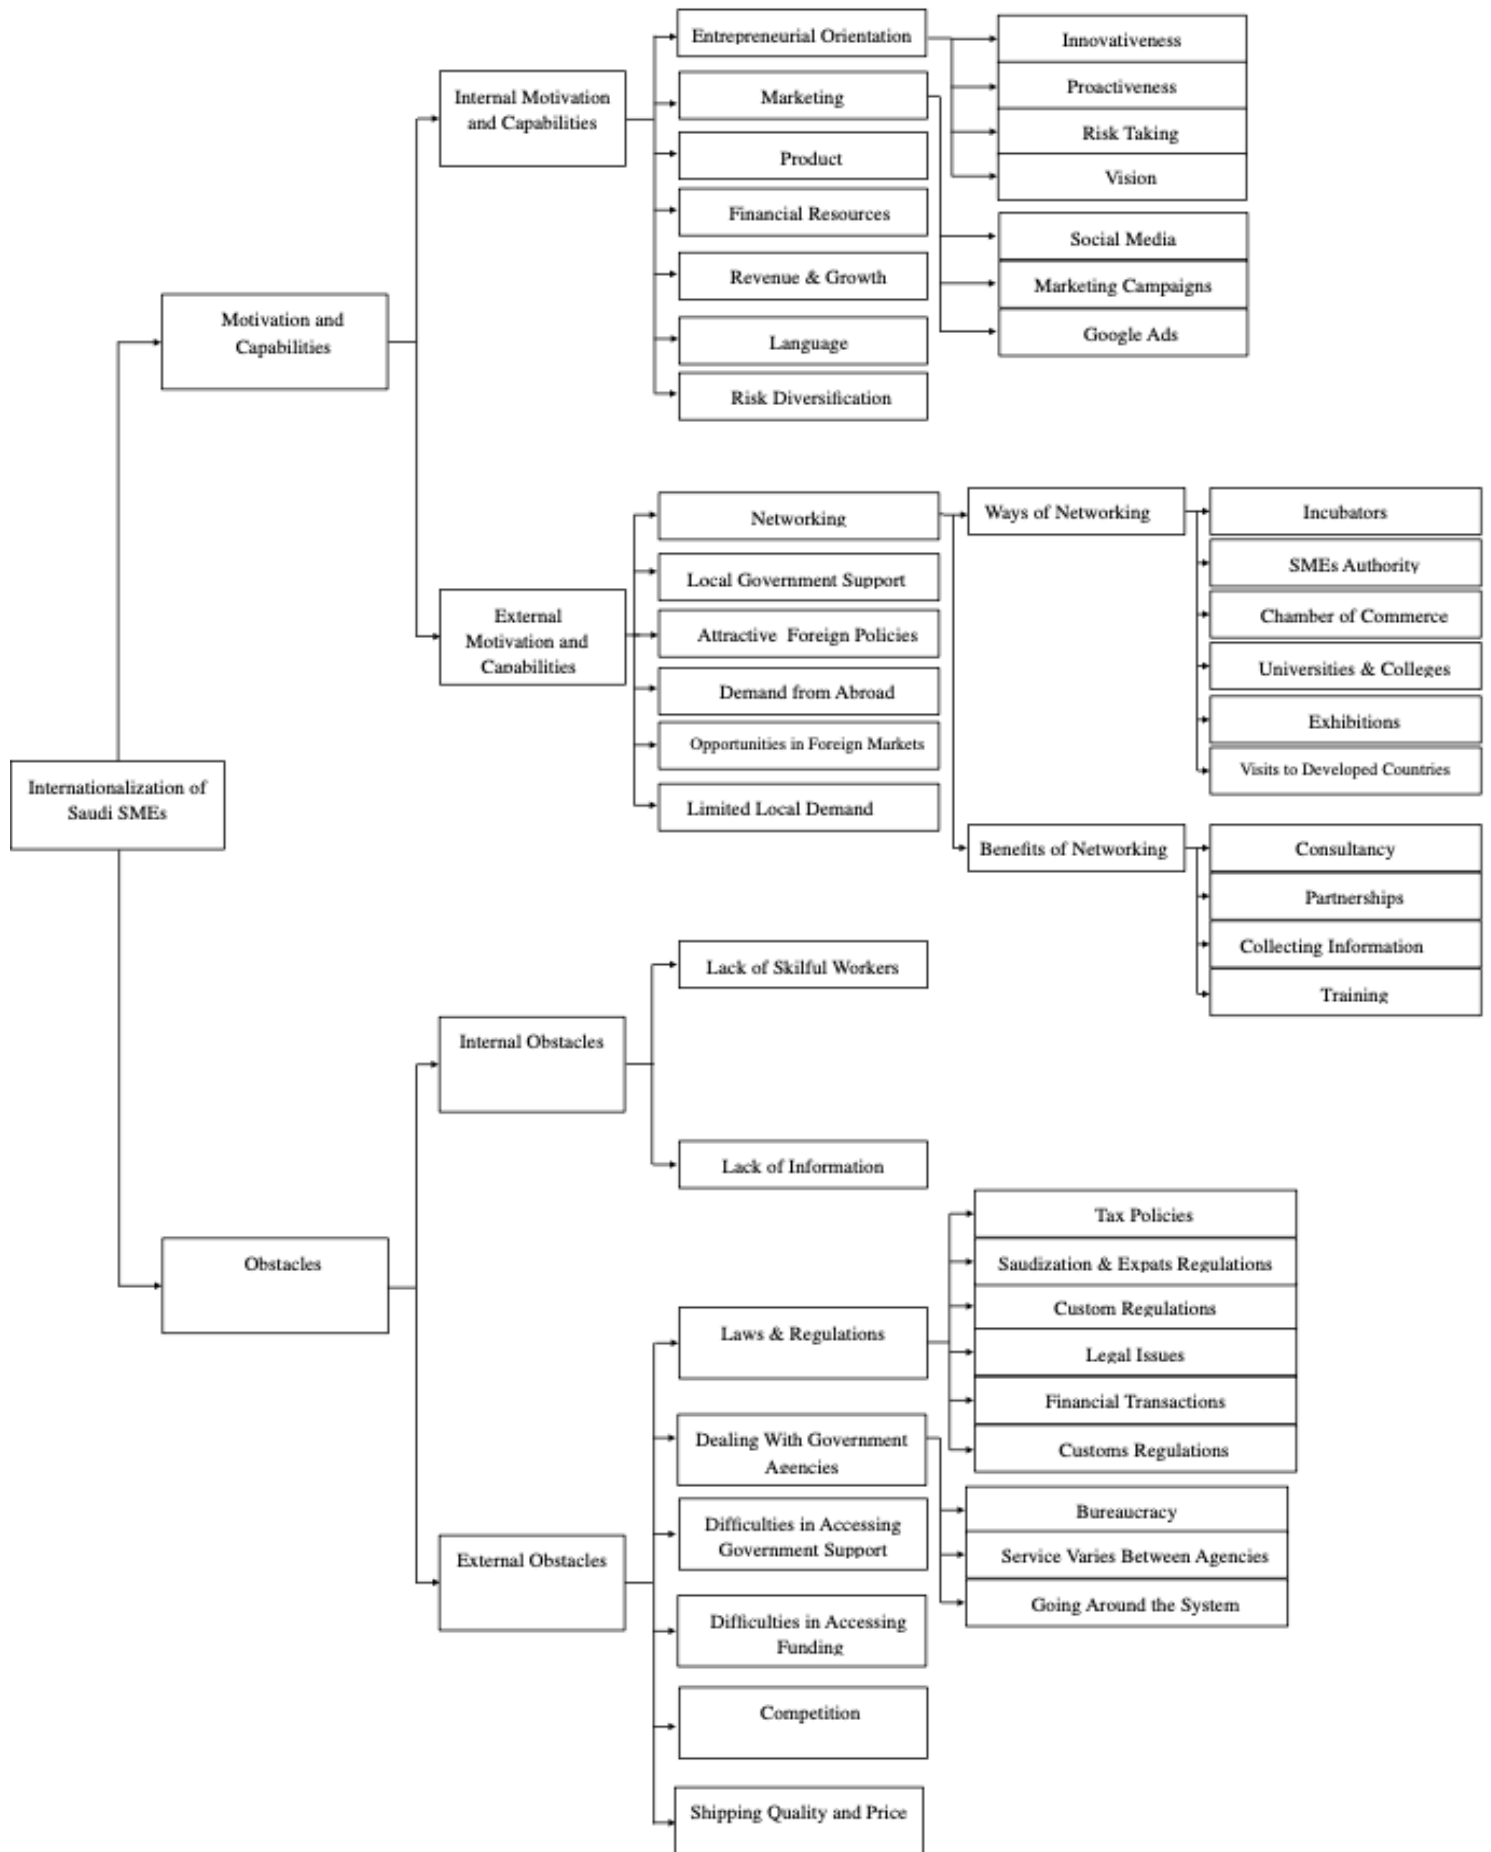 Internationalization of
Saudi SMEs
Motivation and
Capabilities
Internal Motivation
and Capabilities
Entrepreneurial Orientation
Innovativeness
Proactiveness
Risk Taking
Vision
Marketing
Social Media
Marketing Campaigns
Google Ads
Product
Financial Resources
Revenue & Growth
Language
Risk Diversification
External
Motivation and
Capabilities
Networking
Ways of Networking
Incubators
SMEs Authority
Chamber of Commerce
Universities & Colleges
Exhibitions
Visits to Developed Countries
Benefits of Networking
Consultancy
Partnerships
Collecting Information
Training
Local Government Support
Attractive Foreign Policies
Demand from Abroad
Opportunities in Foreign Markets
Limited Local Demand
Obstacles
Internal Obstacles
Lack of Skilful Workers
Lack of Information
External Obstacles
Laws & Regulations
Tax Policies
Saudization & Expats Regulations
Custom Regulations
Legal Issues
Financial Transactions
Customs Regulations
Dealing With Government
Agencies
Bureaucracy
Service Varies Between Agencies
Going Around the System
Difficulties in Accessing
Government Support
Difficulties in Accessing
Funding
Competition
Shipping Quality and Price